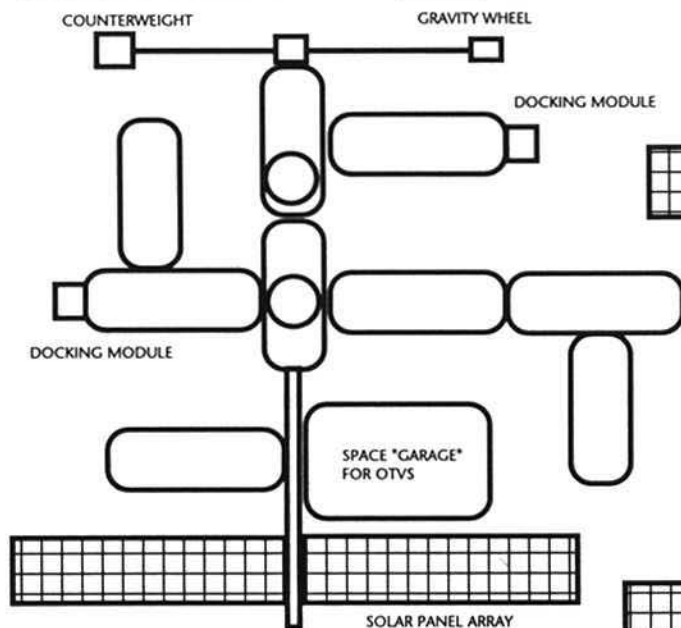 COUNTERWEIGHT
GRAVITY WHEEL
DOCKING MODULE
DOCKING MODULE
SPACE "GARAGE"
FOR OTVS
SOLAR PANEL ARRAY